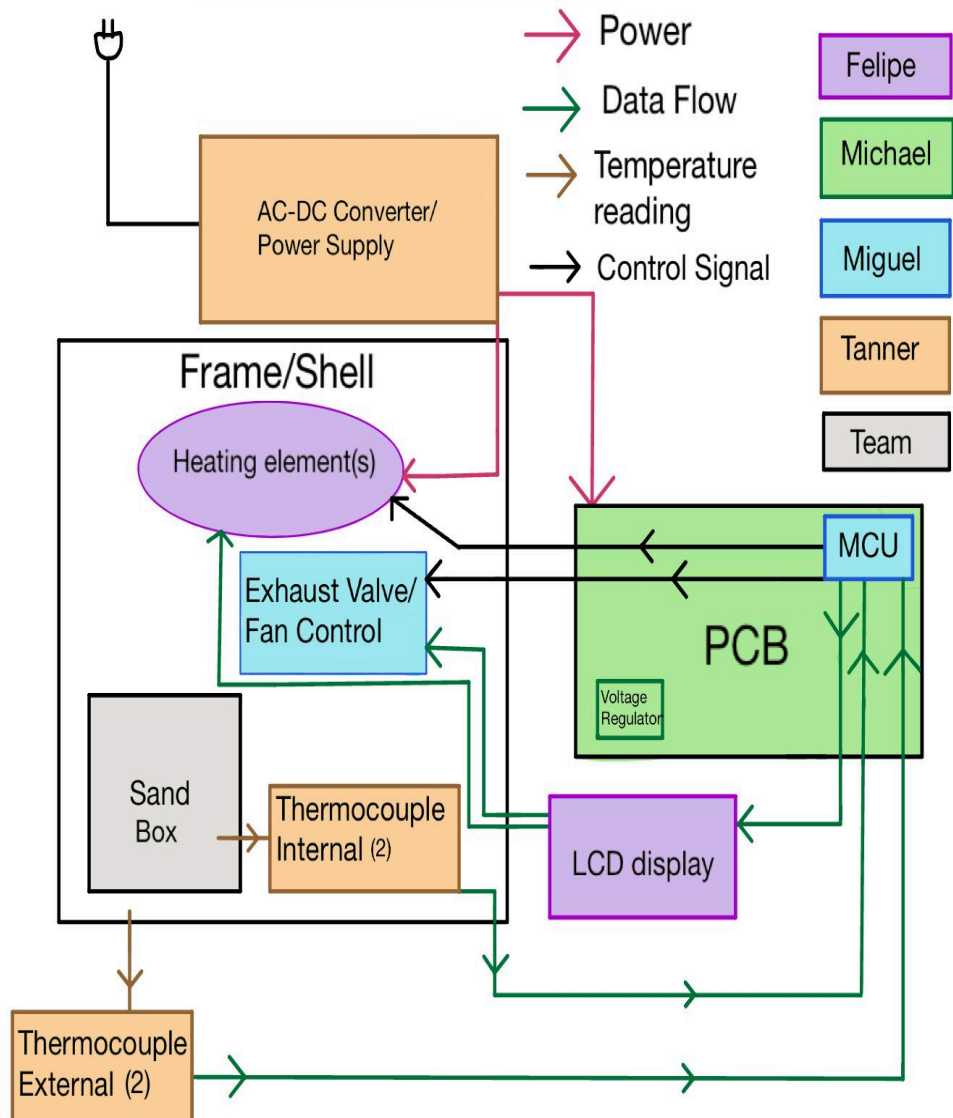 Power
Data Flow
Temperature
reading
Control Signal
Felipe
Michael
Miguel
Tanner
Team
AC-DC Converter/
Power Supply
Frame/Shell
Heating element(s)
Exhaust Valve/
Fan Control
MCU
PCB
Voltage
Regulator
Sand
Box
Thermocouple
Internal (2)
LCD display
Thermocouple
External (2)